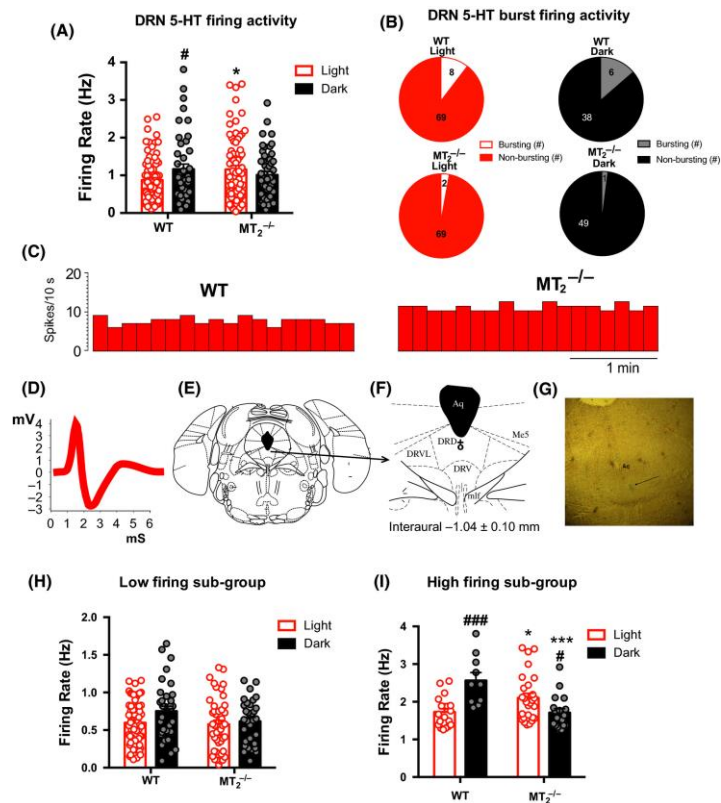 (A) DRN 5-HT firing activity
Firing Rate (Hz)
4
3
2
1
0
#
*
Light
Dark
WT
MT₂⁻/⁻
(B) DRN 5-HT burst firing activity
WT
Light
8
69
WT
Dark
6
38
Bursting (#)
Non-bursting (#)
Bursting (#)
Non-bursting (#)
MT₂⁻/⁻
Light
2
69
MT₂⁻/⁻
Dark
49
(C)
Spikes/10 s
20
10
0
WT
MT₂⁻/⁻
1 min
(D)
mV
4
3
2
1
0
−1
−2
−3
0 1 2 3 4 5 6
mS
(E)
(F)
Aq
DRD
Me5
DRVL
DRV
mlf
Interaural −1.04 ± 0.10 mm
(G)
Aq
(H) Low firing sub-group
Firing Rate (Hz)
2.0
1.5
1.0
0.5
0.0
Light
Dark
WT
MT₂⁻/⁻
(I) High firing sub-group
Firing Rate (Hz)
4
3
2
1
###
*
***
#
Light
Dark
WT
MT₂⁻/⁻